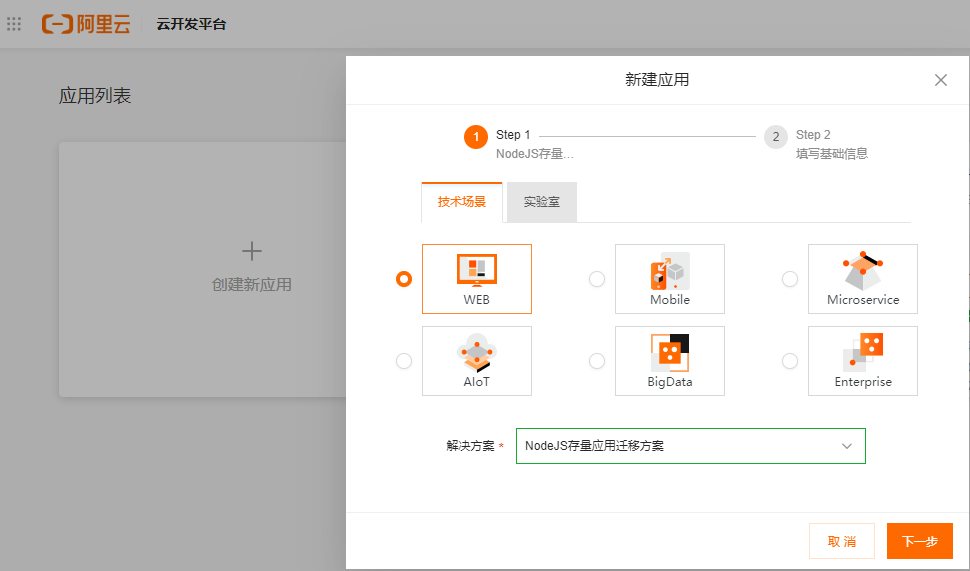 阿里云 云开发平台
应用列表
创建新应用
新建应用
1 Step 1
NodeJS存量...
2 Step 2
填写基础信息
技术场景 实验室
WEB Mobile Microservice
AIoT BigData Enterprise
解决方案 * NodeJS存量应用迁移方案
取 消 下一步